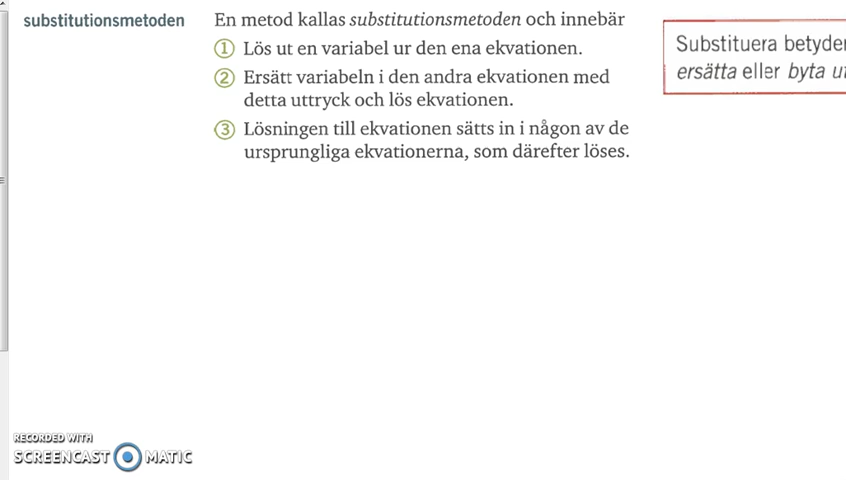 substitutionsmetoden
En metod kallas substitutionsmetoden och innebär
① Lös ut en variabel ur den ena ekvationen.
② Ersätt variabeln i den andra ekvationen med
detta uttryck och lös ekvationen.
③ Lösningen till ekvationen sätts in i någon av de
ursprungliga ekvationerna, som därefter löses.
Substituera betyder
ersätta eller byta ut
RECORDED WITH
SCREENCAST MATIC